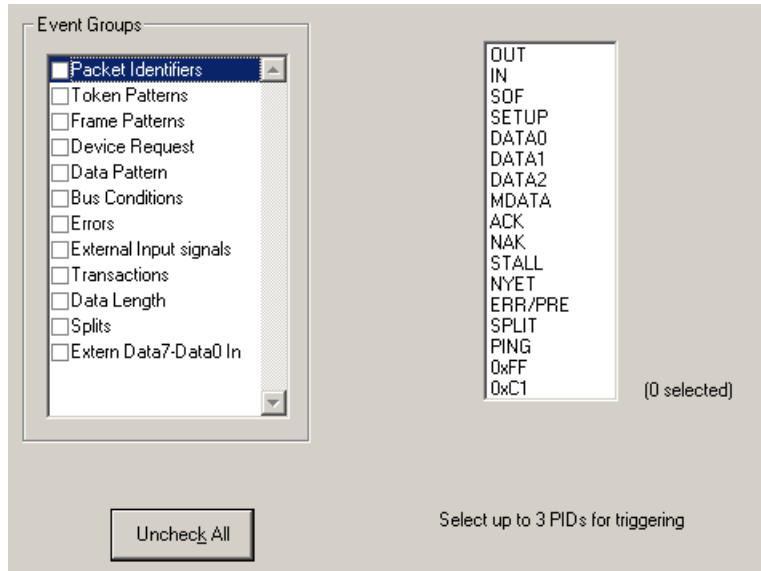 Event Groups
Packet Identifiers
Token Patterns
Frame Patterns
Device Request
Data Pattern
Bus Conditions
Errors
External Input signals
Transactions
Data Length
Splits
Extern Data7-Data0 In
OUT
IN
SOF
SETUP
DATA0
DATA1
DATA2
MDATA
ACK
NAK
STALL
NYET
ERR/PRE
SPLIT
PING
0xFF
0xC1
(0 selected)
Uncheck All
Select up to 3 PIDs for triggering